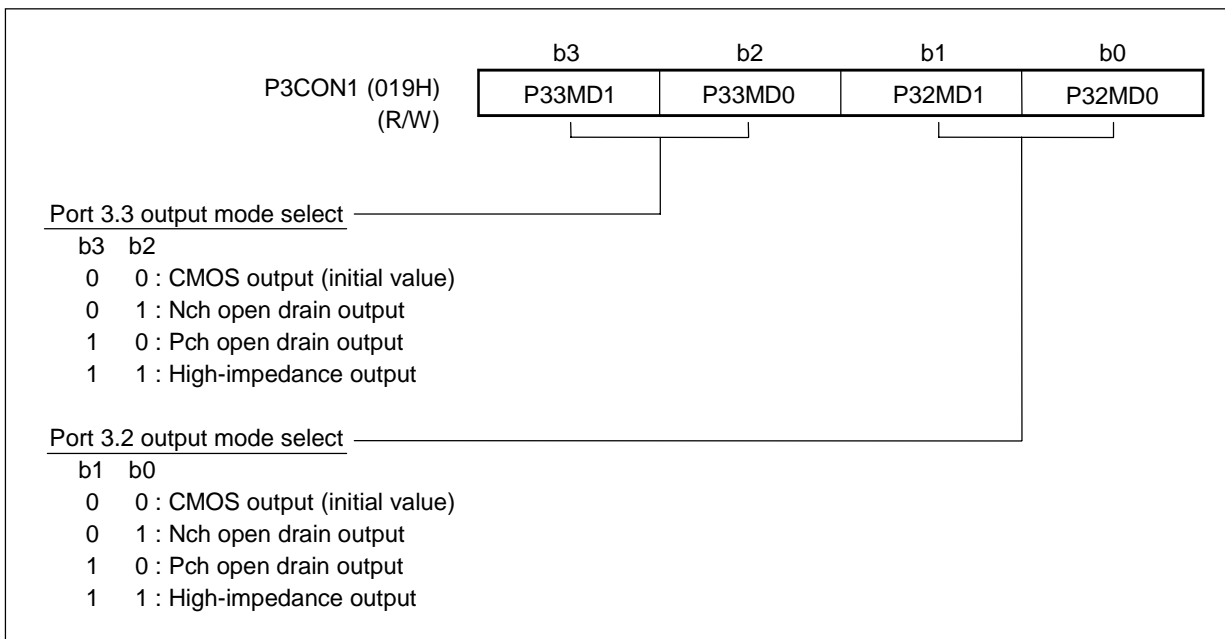 b3 b2 b1 b0
P3CON1 (019H) P33MD1 P33MD0 P32MD1 P32MD0
(R/W)
Port 3.3 output mode select
b3 b2
0 0 : CMOS output (initial value)
0 1 : Nch open drain output
1 0 : Pch open drain output
1 1 : High-impedance output
Port 3.2 output mode select
b1 b0
0 0 : CMOS output (initial value)
0 1 : Nch open drain output
1 0 : Pch open drain output
1 1 : High-impedance output